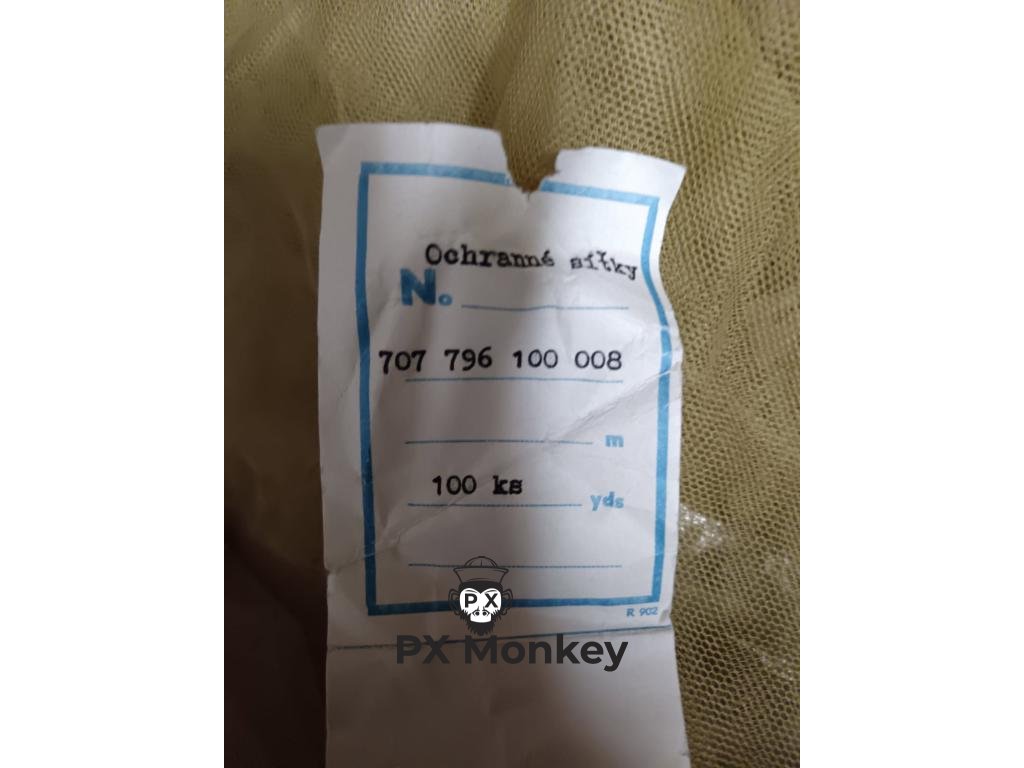 Ochranné síťky
No
707 796 100 008
m
100 ks
yds
R 902
PX
PX Monkey